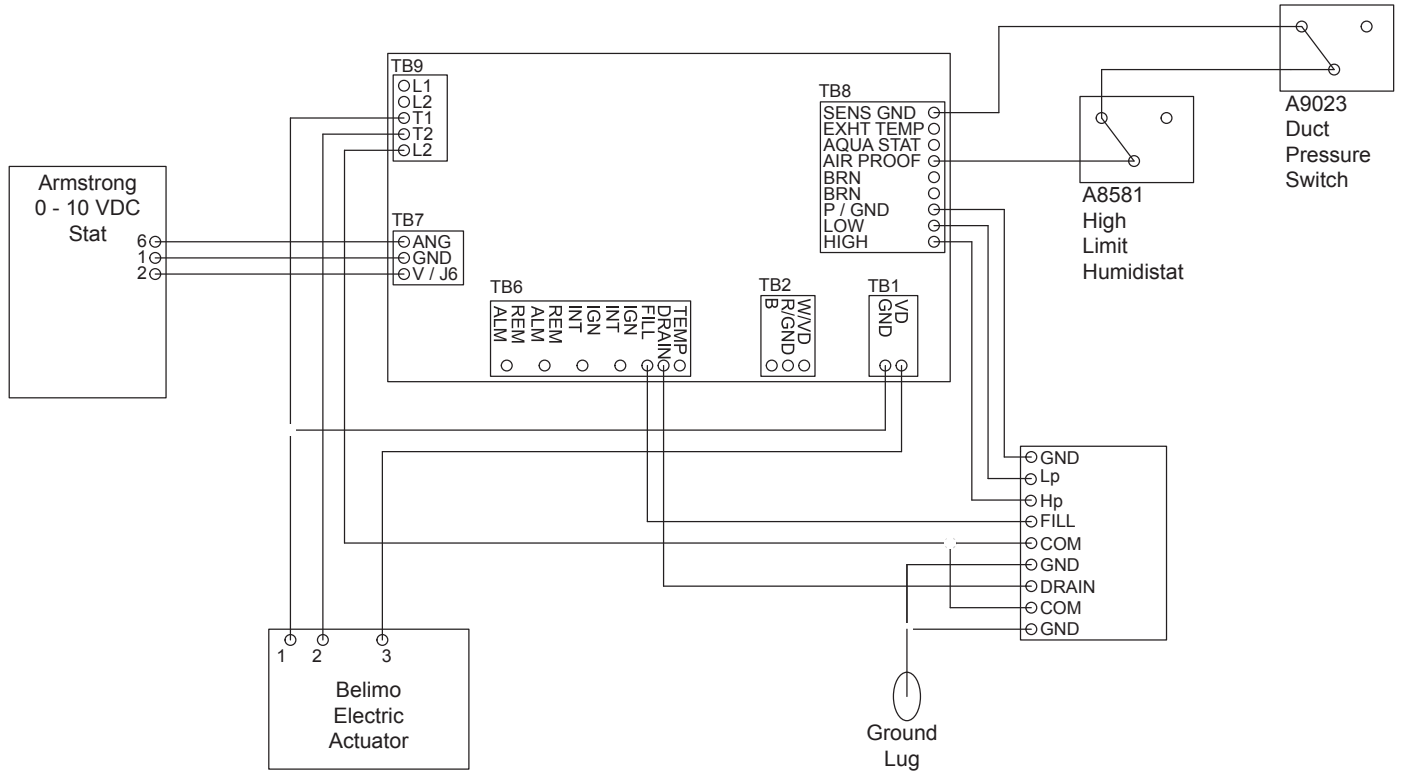 Armstrong
0 - 10 VDC
Stat
6
1
2
TB9
L1
L2
T1
T2
L2
TB7
ANG
GND
V / J6
TB8
SENS GND
EXHT TEMP
AQUA STAT
AIR PROOF
BRN
BRN
P / GND
LOW
HIGH
TB6
ALM
REM
ALM
REM
INT
IGN
INT
IGN
FILL
DRAIN
TEMP
TB2
B
R/GND
W/VD
TB1
GND
VD
A9023
Duct
Pressure
Switch
A8581
High
Limit
Humidistat
GND
Lp
Hp
FILL
COM
GND
DRAIN
COM
GND
1
2
3
Belimo
Electric
Actuator
Ground
Lug